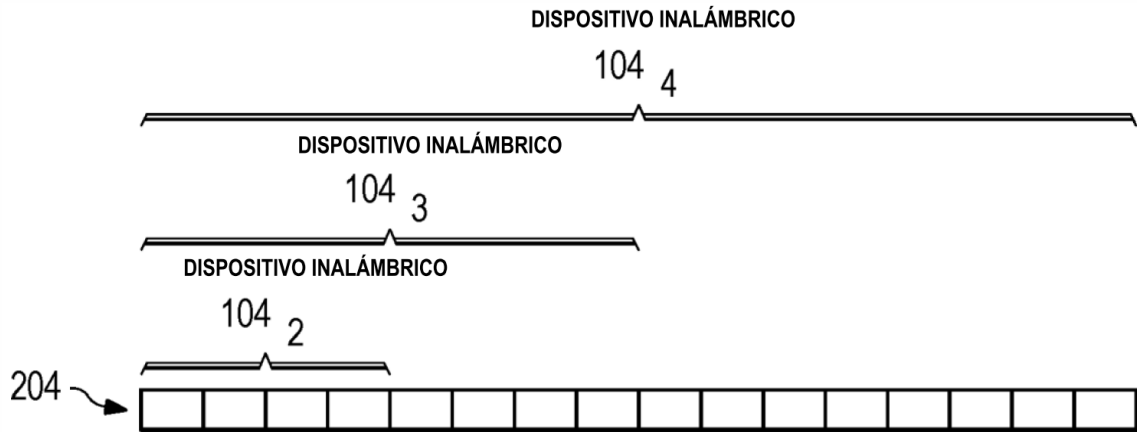 DISPOSITIVO INALÁMBRICO
104 4
DISPOSITIVO INALÁMBRICO
104 3
DISPOSITIVO INALÁMBRICO
104 2
204